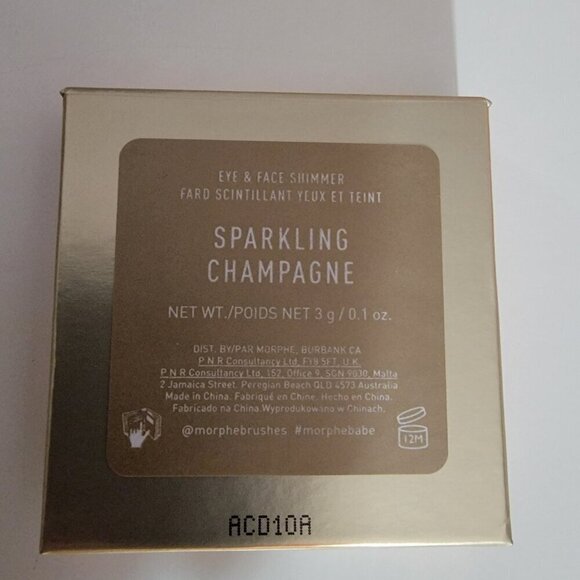 EYE & FACE SHIMMER
FARD SCINTILLANT YEUX ET TEINT
SPARKLING
CHAMPAGNE
NET WT./POIDS NET 3 g / 0.1 oz.
DIST. BY/PAR MORPHE, BURBANK CA
P N R Consultancy Ltd, FY8 5FT, U.K.
P N R Consultancy Ltd, 152, Office 9, SGN 9030, Malta
2 Jamaica Street, Peregian Beach QLD 4573 Australia
Made in China. Fabriqué en Chine. Hecho en China.
Fabricado na China.Wyprodukowano w Chinach.
@morphebrushes #morphebabe
12M
ACD10A